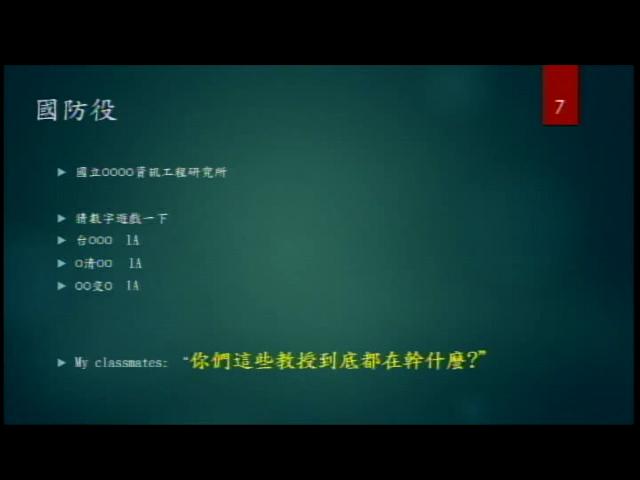 國防役
7
國立OOOO資訊工程研究所
猜數字遊戲一下
台OOO 1A
O清OO 1A
OO交O 1A
My classmates: “你們這些教授到底都在幹什麼?”